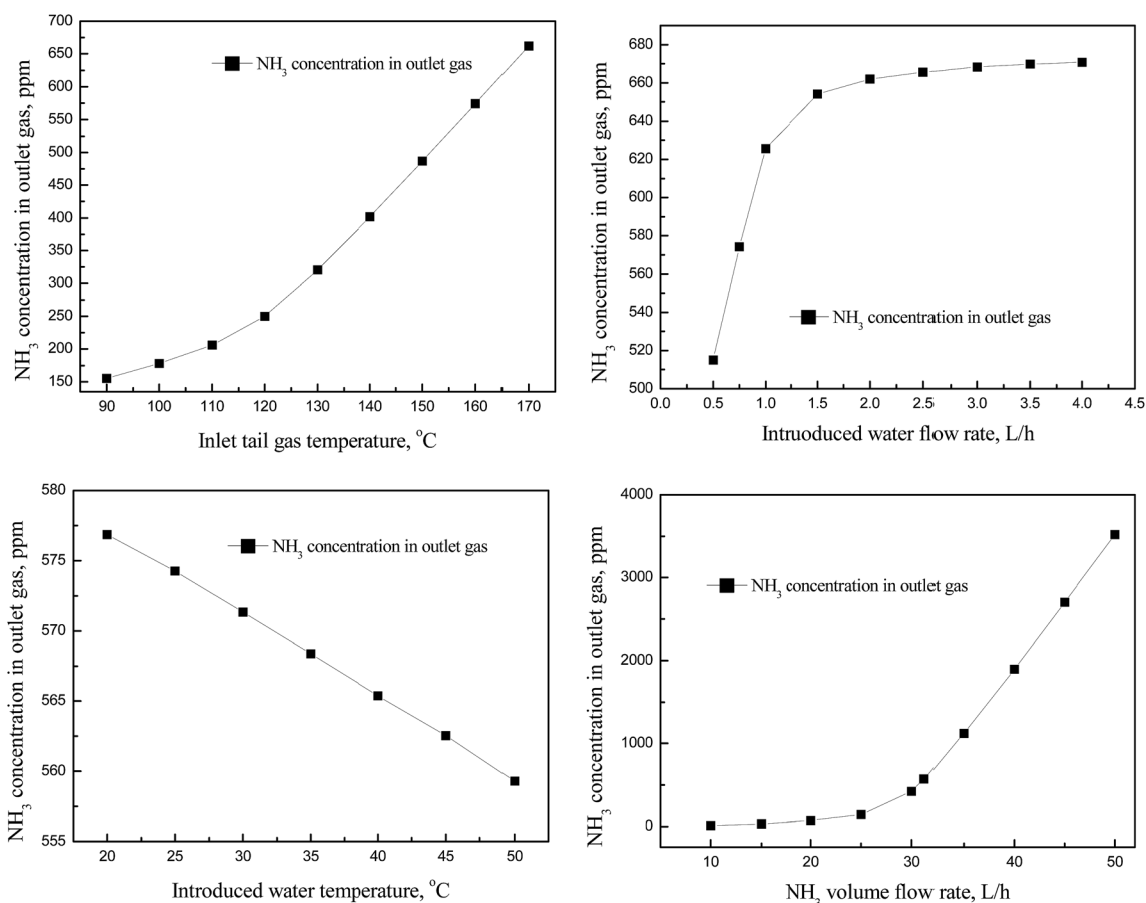 700
650
600
550
500
450
400
350
300
250
200
150
NH₃ concentration in outlet gas, ppm
NH₃ concentration in outlet gas
90 100 110 120 130 140 150 160 170
Inlet tail gas temperature, °C
680
660
640
620
600
580
560
540
520
500
NH₃ concentration in outlet gas, ppm
NH₃ concentration in outlet gas
0.0 0.5 1.0 1.5 2.0 2.5 3.0 3.5 4.0 4.5
Intruoduced water flow rate, L/h
580
575
570
565
560
555
NH₃ concentration in outlet gas, ppm
NH₃ concentration in outlet gas
20 25 30 35 40 45 50
Introduced water temperature, °C
4000
3000
2000
1000
0
NH₃ concentration in outlet gas, ppm
NH₃ concentration in outlet gas
10 20 30 40 50
NH₃ volume flow rate, L/h